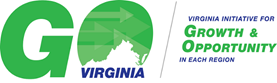 GO
VIRGINIA
VIRGINIA INITIATIVE FOR
GROWTH &
OPPORTUNITY
IN EACH REGION